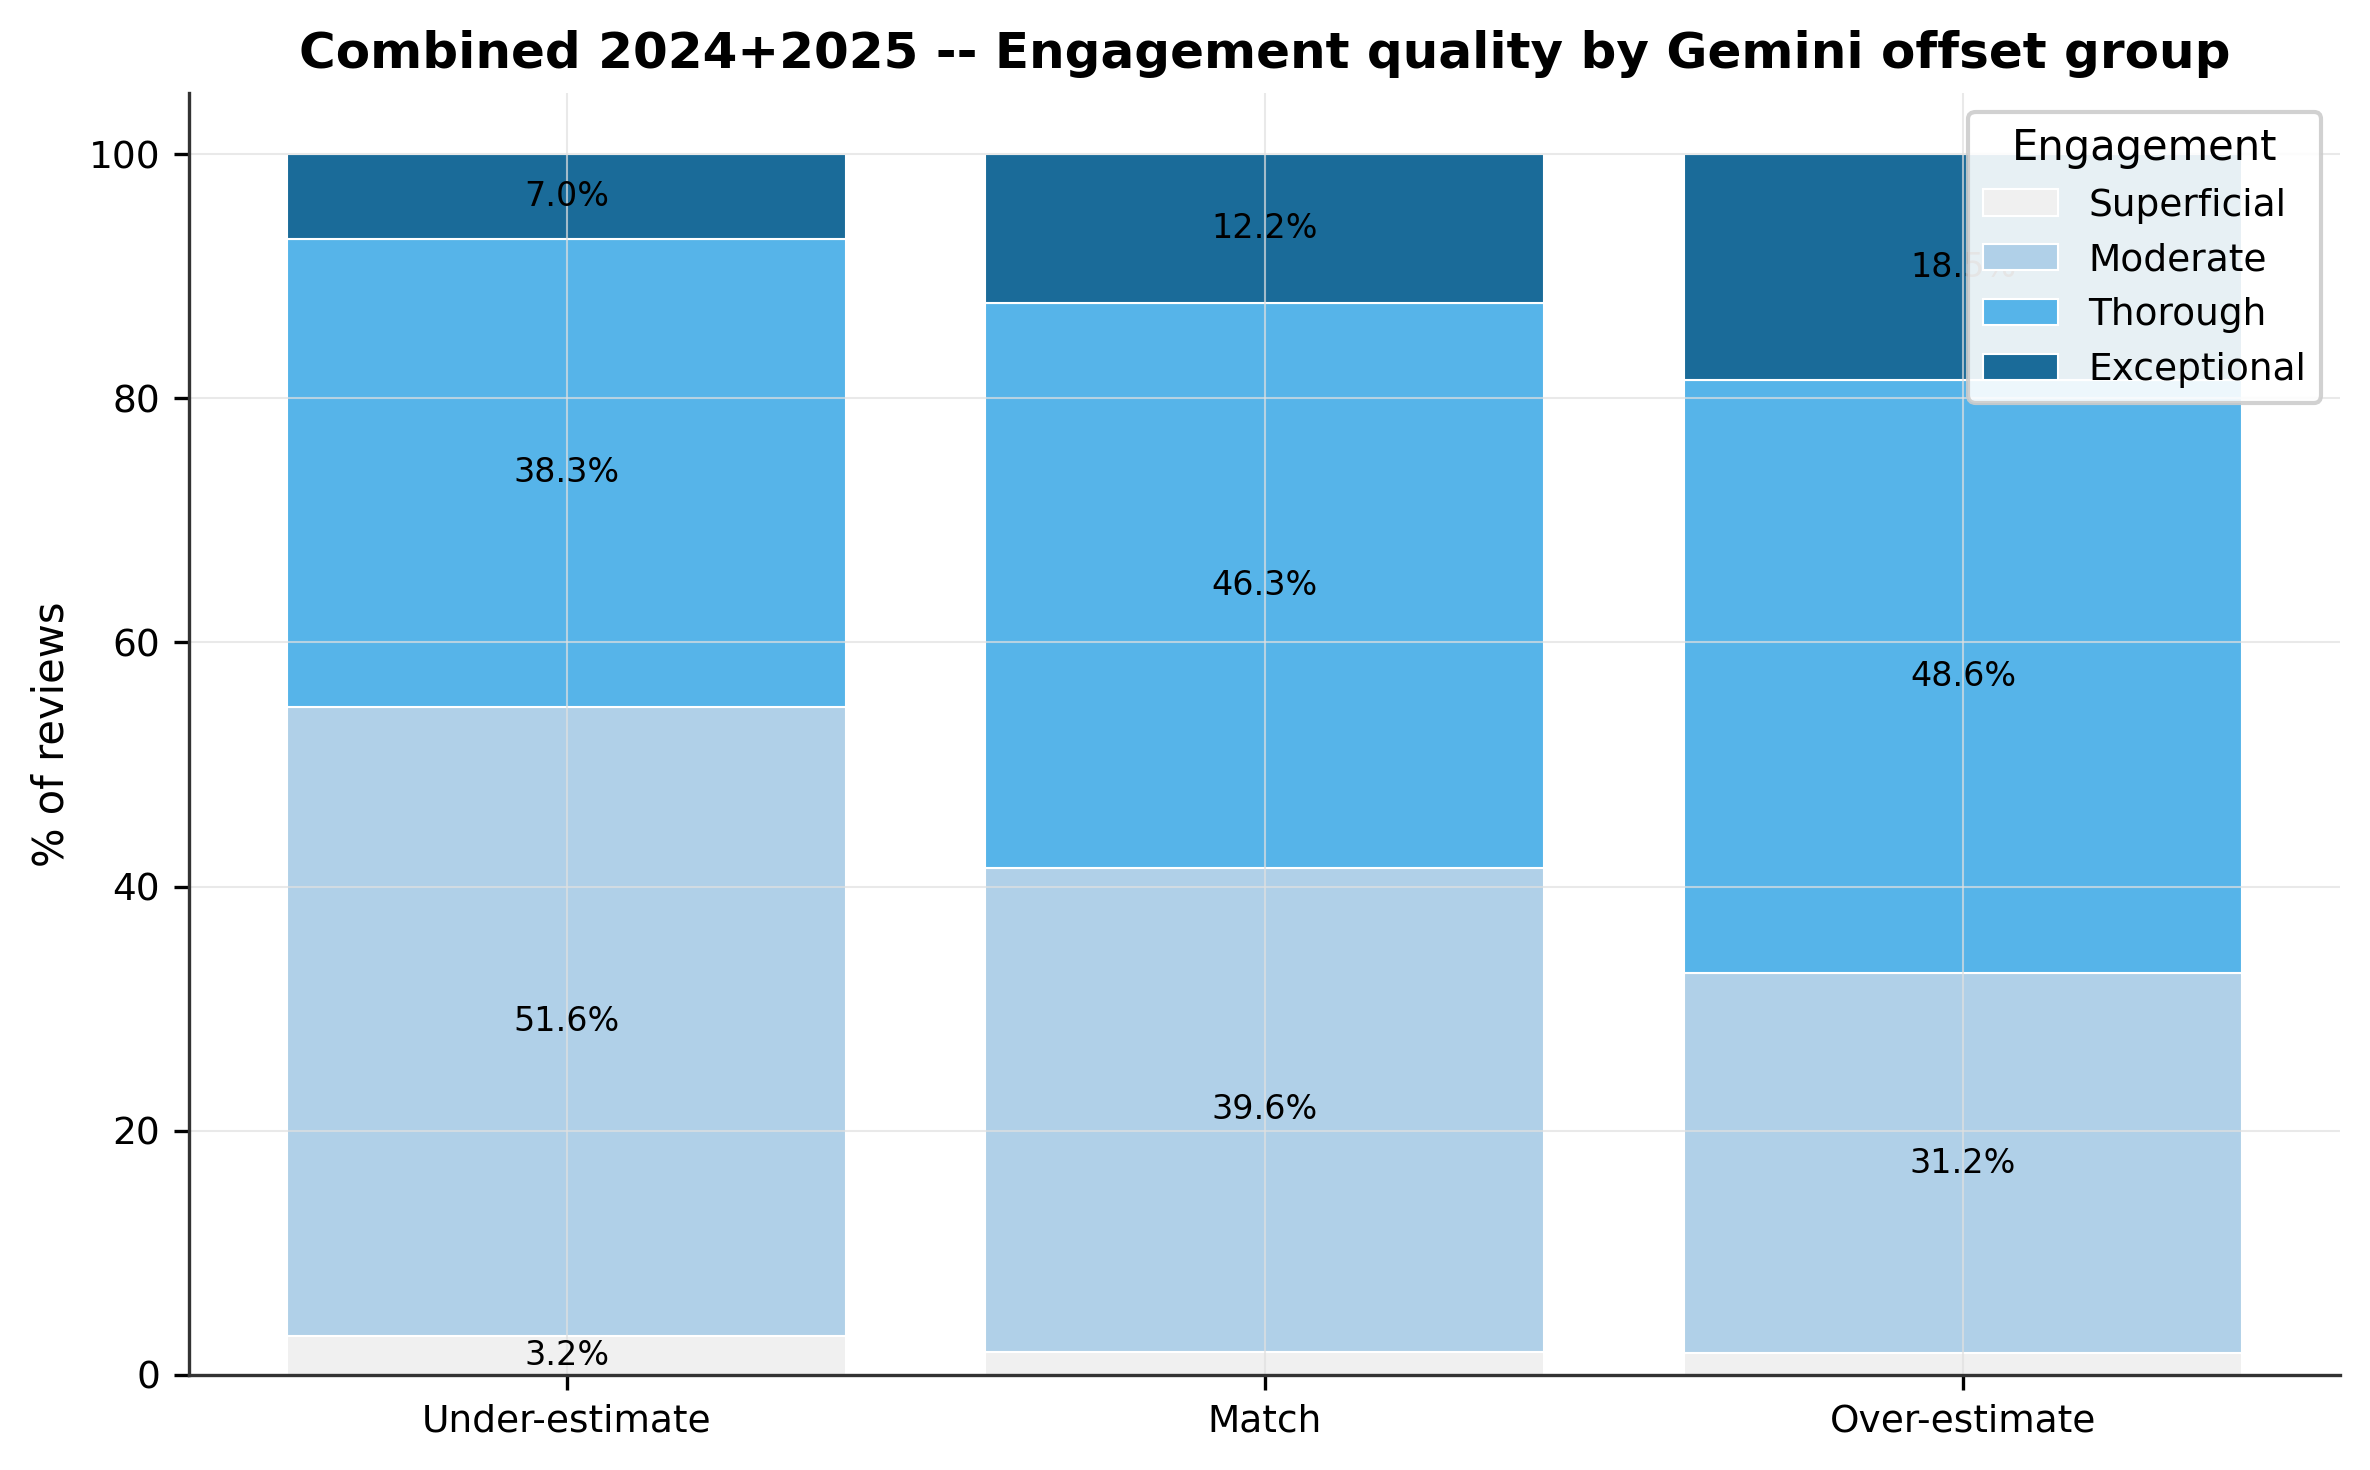 Combined 2024+2025 -- Engagement quality by Gemini offset group
% of reviews
100
80
60
40
20
0
7.0%
38.3%
51.6%
3.2%
12.2%
46.3%
39.6%
18.5%
48.6%
31.2%
Engagement
Superficial
Moderate
Thorough
Exceptional
Under-estimate
Match
Over-estimate